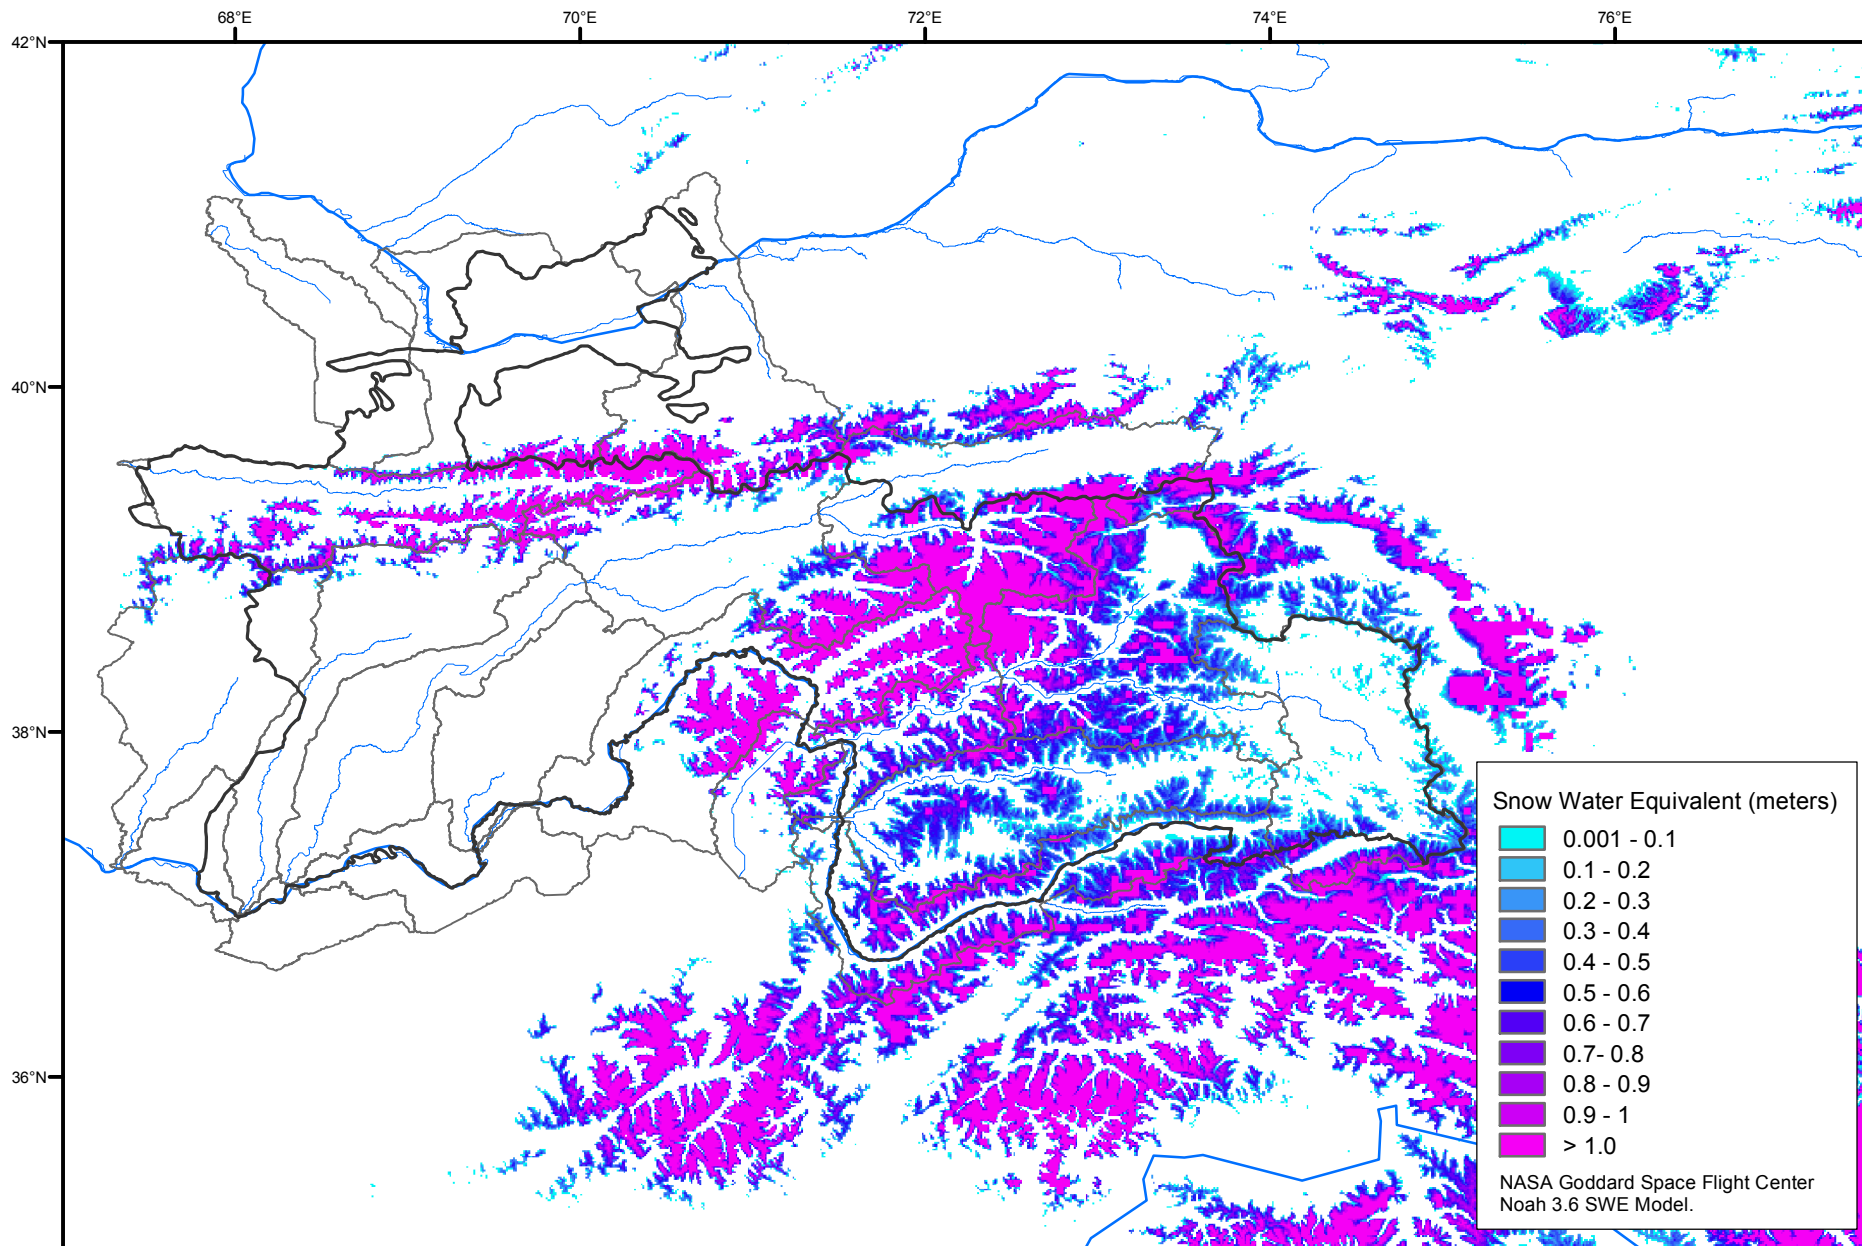 68°E 70°E 72°E 74°E 76°E
42°N
40°N
38°N
36°N
Snow Water Equivalent (meters)
0.001 - 0.1
0.1 - 0.2
0.2 - 0.3
0.3 - 0.4
0.4 - 0.5
0.5 - 0.6
0.6 - 0.7
0.7- 0.8
0.8 - 0.9
0.9 - 1
> 1.0
NASA Goddard Space Flight Center
Noah 3.6 SWE Model.